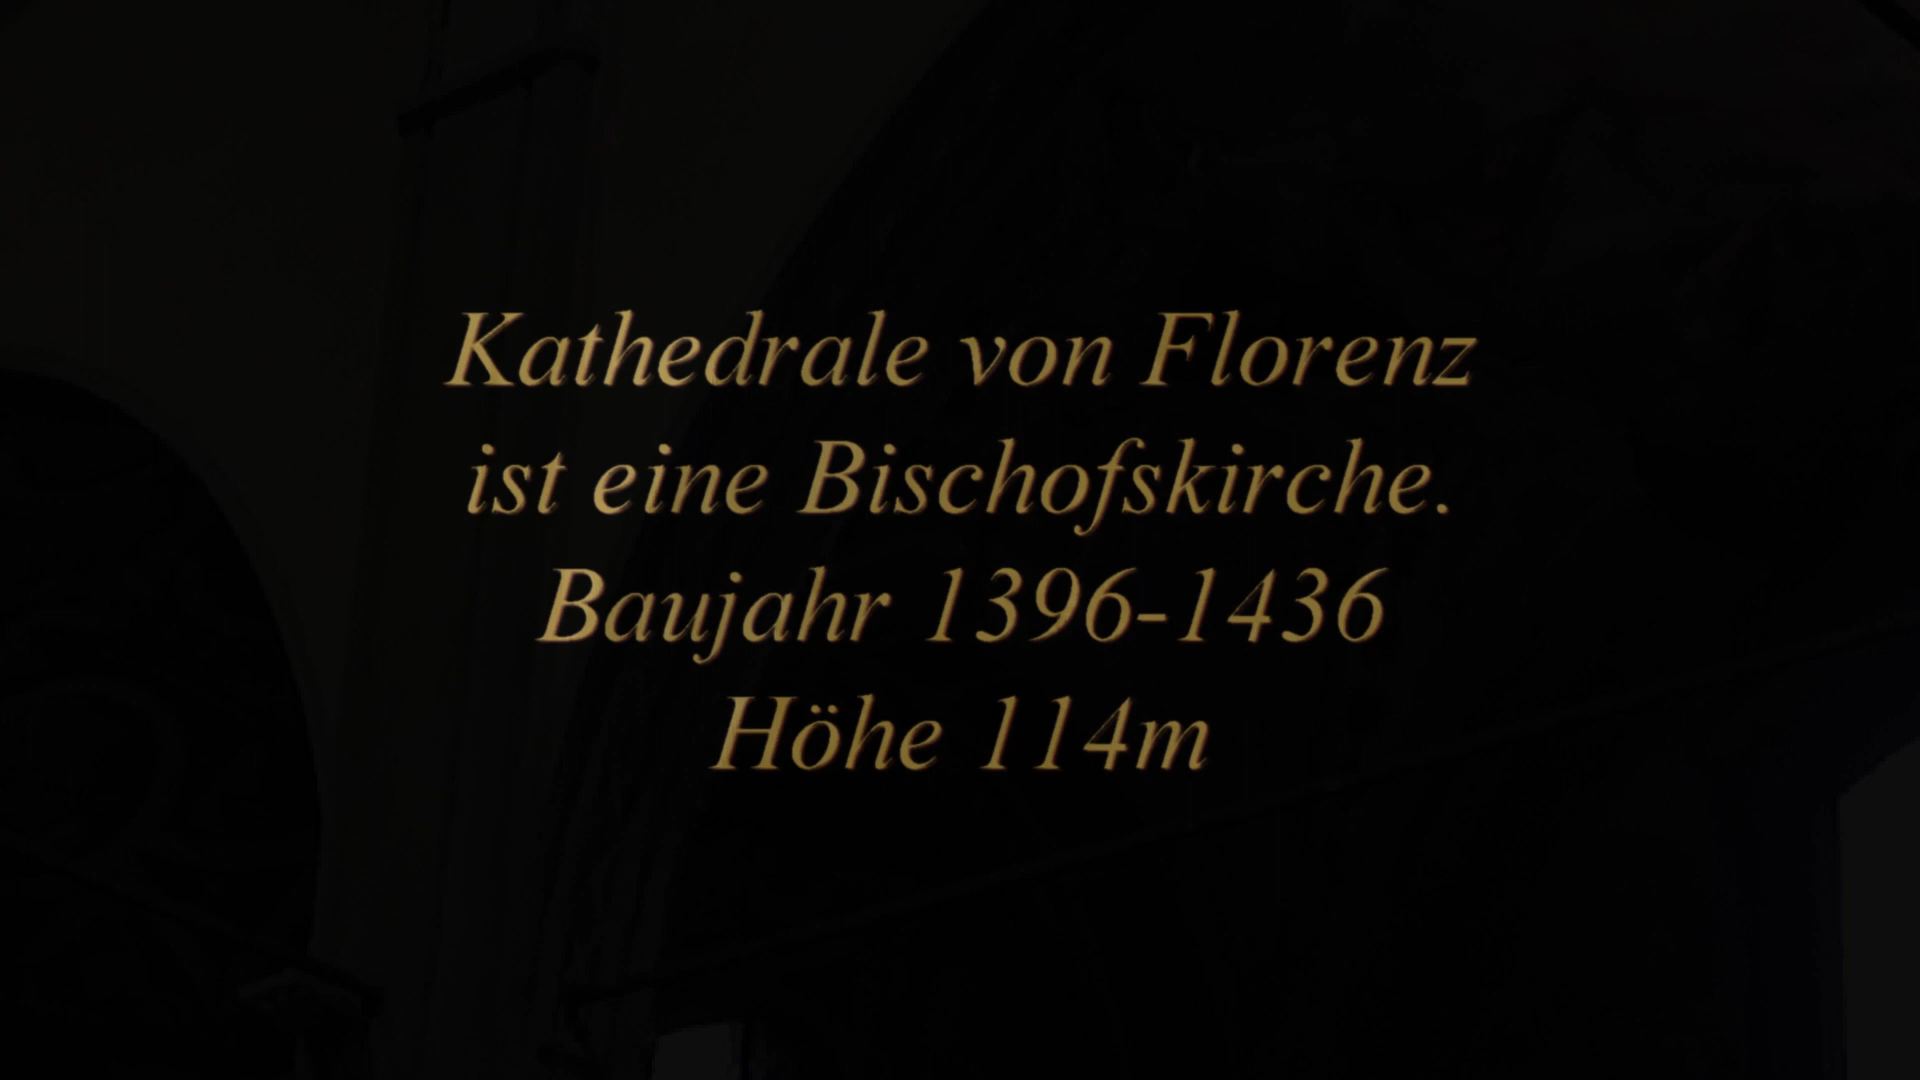 Kathedrale von Florenz
ist eine Bischofskirche.
Baujahr 1396-1436
Höhe 114m